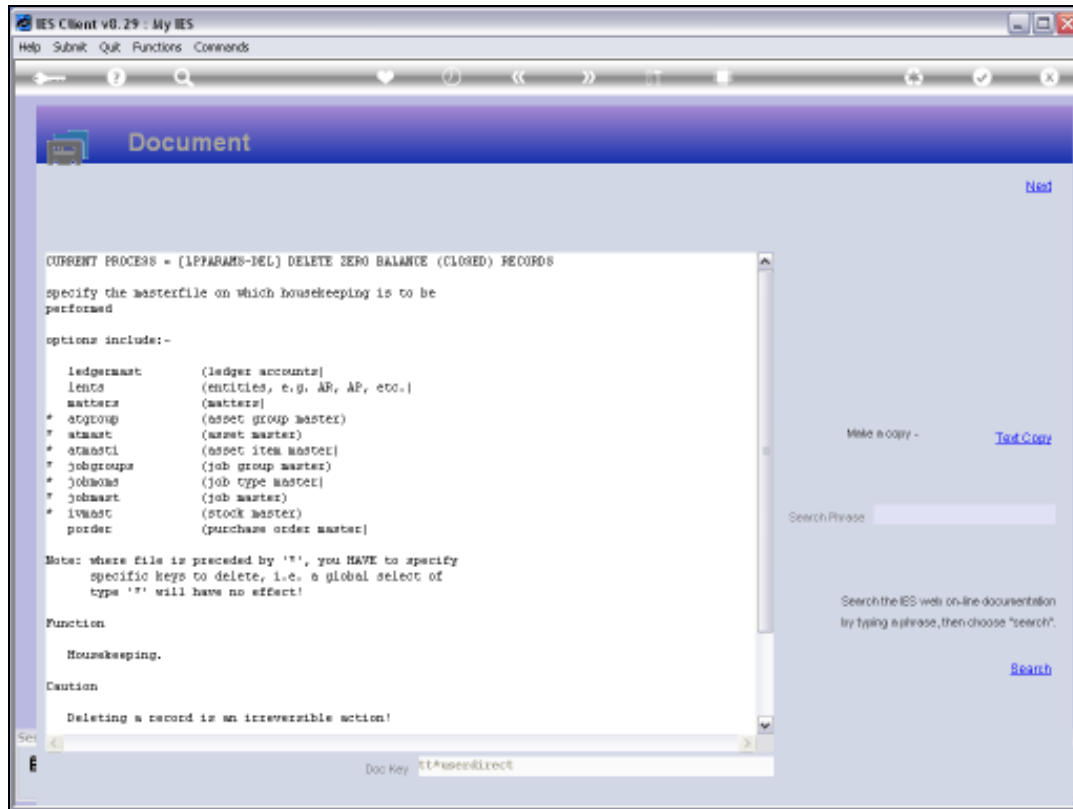 IES Client v8.29 : My IES
Help Submit Quit Functions Commands
Document
Next
CURRENT PROCESS = [LPPARAMS-DEL] DELETE ZERO BALANCE (CLOSED) RECORDS
specify the masterfile on which housekeeping is to be
performed
options include:-
ledgermast (ledger accounts)
lents (entities, e.g. AR, AP, etc.)
matters (matters)
* atgroup (asset group master)
* atmast (asset master)
* atmasti (asset item master)
* jobgroups (job group master)
* jobnoms (job type master)
* jobmast (job master)
* ivmast (stock master)
porder (purchase order master)
Note: where file is preceded by '*', you HAVE to specify
specific keys to delete, i.e. a global select of
type '*' will have no effect!
Function
Housekeeping.
Caution
Deleting a record is an irreversible action!
Make a copy -
Text Copy
Search Phrase
Search the IES web on-line documentation
by typing a phrase, then choose "search".
Search
Ses
Doc Key tt*userdirect